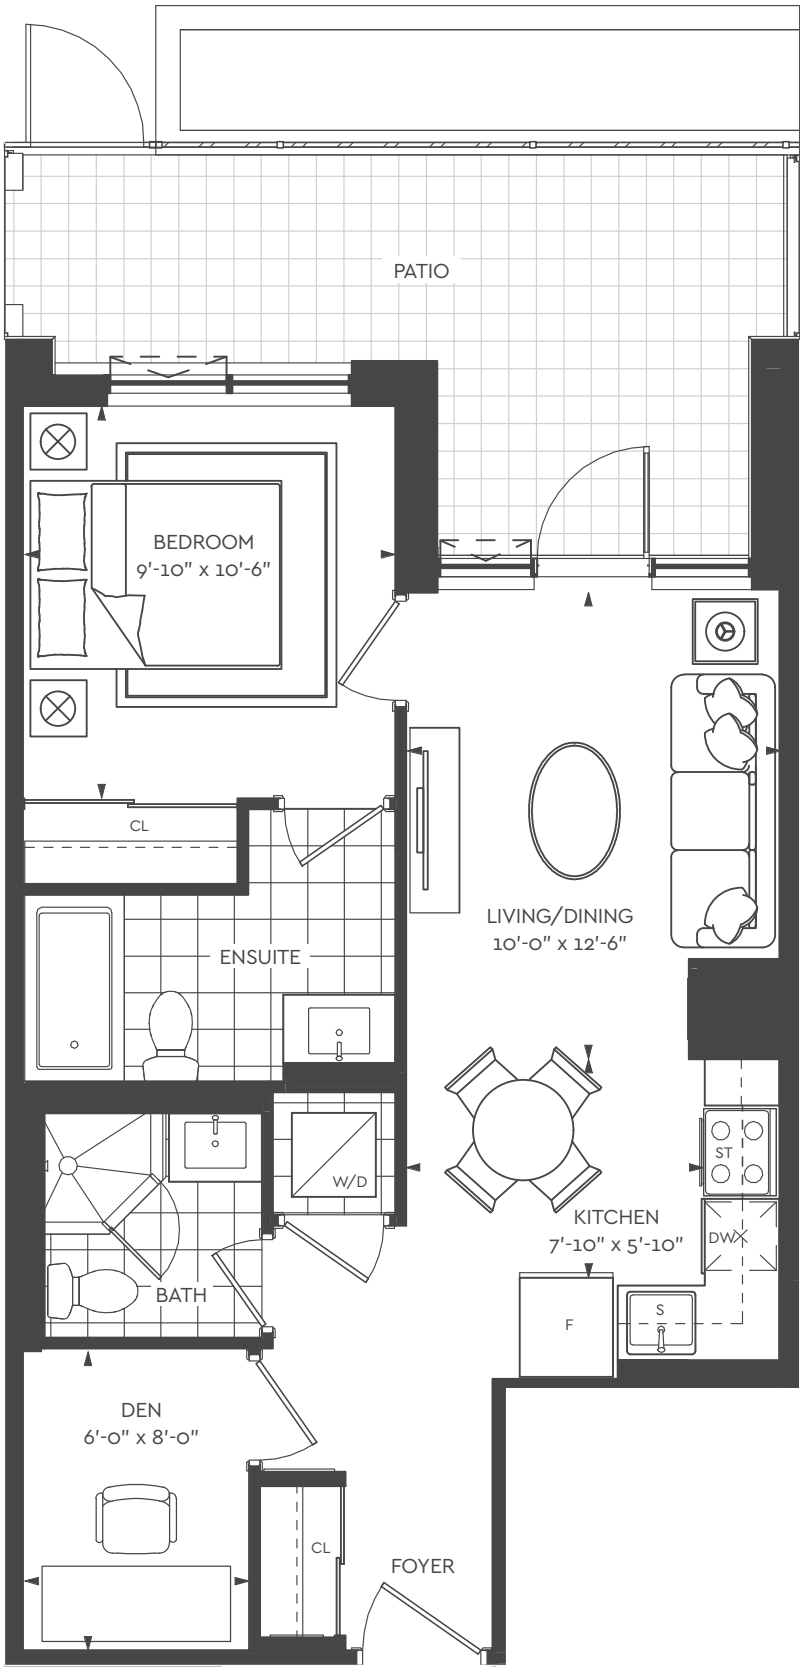 PATIO
BEDROOM
9'-10" x 10'-6"
CL
LIVING/DINING
10'-0" x 12'-6"
ENSUITE
ST
W/D
KITCHEN
7'-10" x 5'-10"
DW
BATH
S
F
DEN
6'-0" x 8'-0"
CL
FOYER